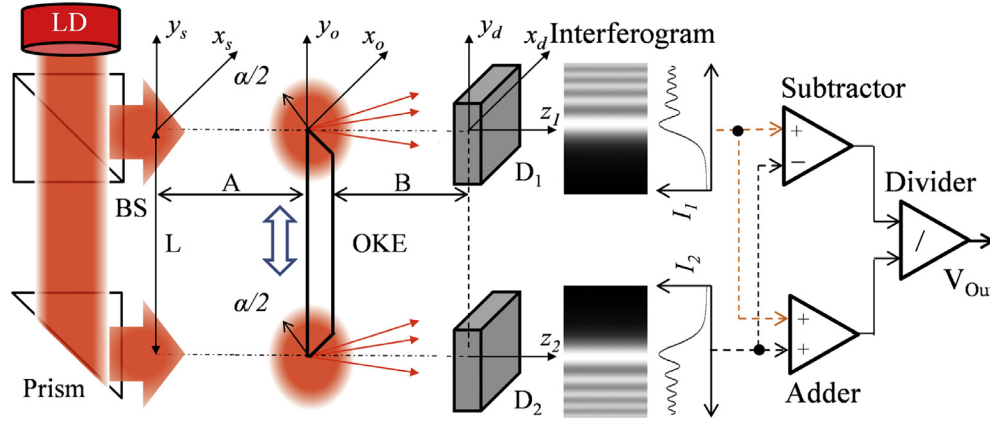 LD
y_s
x_s
y_o
x_o
y_d
x_d
Interferogram
α/2
z_1
D_1
Subtractor
+
−
A
B
BS
L
OKE
I_1
Divider
/
V_Out
I_2
α/2
z_2
D_2
+
+
Adder
Prism